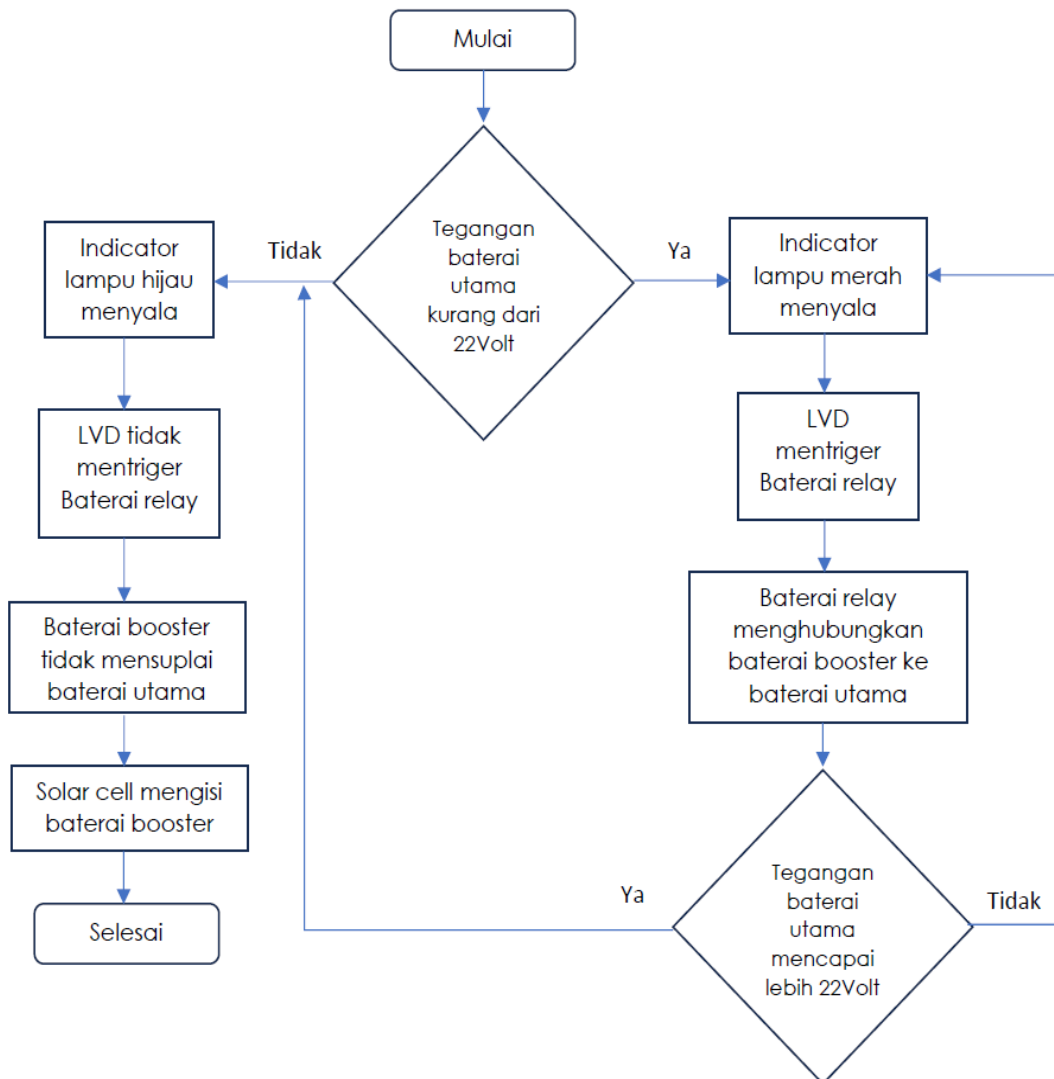 Mulai
Tegangan
baterai
utama
kurang dari
22Volt
Tidak
Ya
Indicator
lampu hijau
menyala
LVD tidak
mentriger
Baterai relay
Baterai booster
tidak mensuplai
baterai utama
Solar cell mengisi
baterai booster
Selesai
Indicator
lampu merah
menyala
LVD
mentriger
Baterai relay
Baterai relay
menghubungkan
baterai booster ke
baterai utama
Tegangan
baterai
utama
mencapai
lebih 22Volt
Ya
Tidak